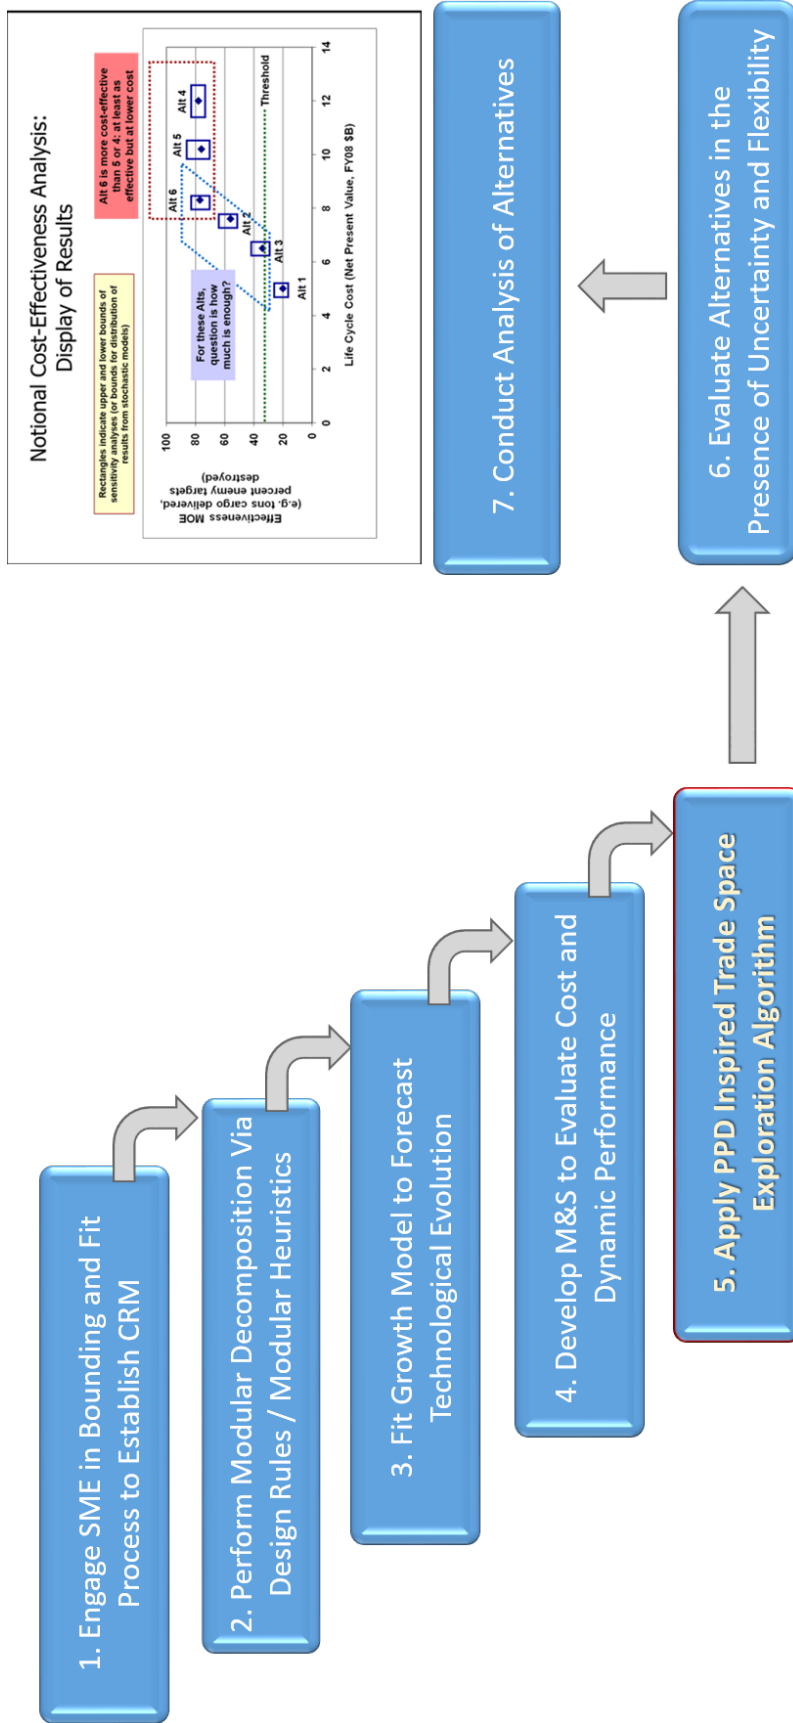 1. Engage SME in Bounding and Fit
Process to Establish CRM
2. Perform Modular Decomposition Via
Design Rules / Modular Heuristics
3. Fit Growth Model to Forecast
Technological Evolution
4. Develop M&S to Evaluate Cost and
Dynamic Performance
5. Apply PPD Inspired Trade Space
Exploration Algorithm
6. Evaluate Alternatives in the
Presence of Uncertainty and Flexibility
7. Conduct Analysis of Alternatives
Notional Cost-Effectiveness Analysis:
Display of Results
Rectangles indicate upper and lower bounds of
sensitivity analyses (or bounds for distribution of
results from stochastic models)
Alt 6 is more cost-effective
than 5 or 4: at least as
effective but at lower cost
Effectiveness MOE
(e.g. tons cargo delivered,
percent enemy targets
destroyed)
100
80
60
40
20
0
For these Alts,
question is how
much is enough?
Alt 1
Alt 3
Alt 2
Alt 6
Alt 5
Alt 4
Threshold
0
2
4
6
8
10
12
14
Life Cycle Cost (Net Present Value, FY08 $B)